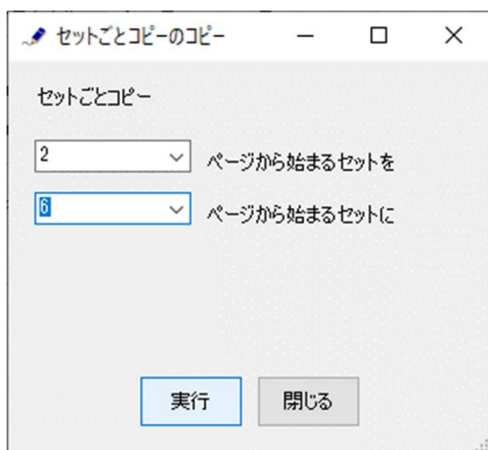 セットごとコピーのコピー
セットごとコピー
2 ページから始まるセットを
6 ページから始まるセットに
実行 閉じる